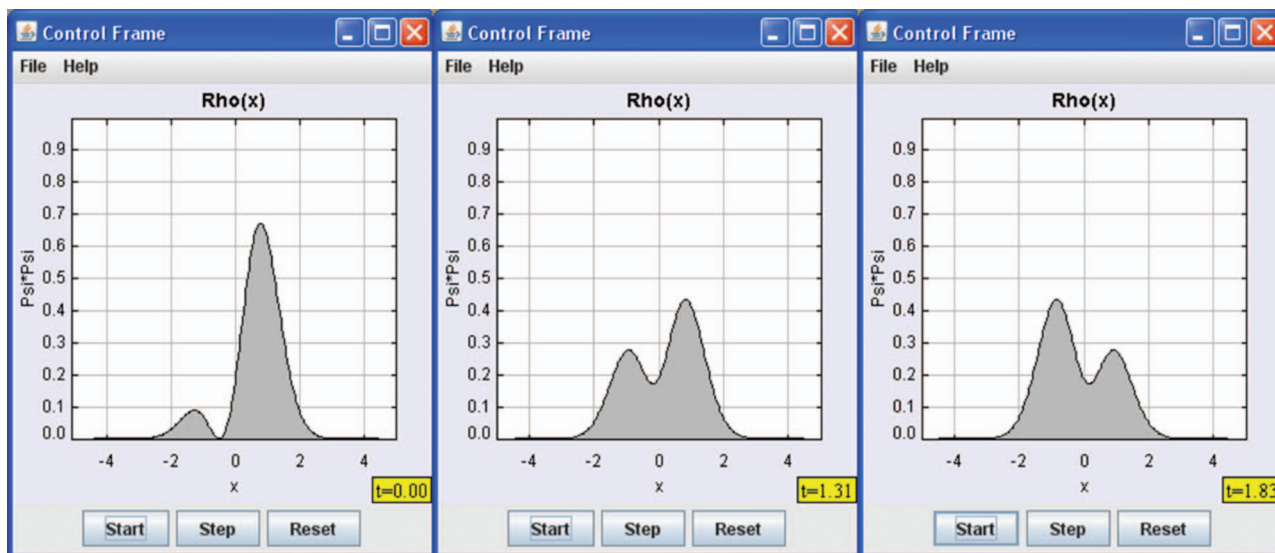 Control Frame
File Help
Rho(x)
Psi*Psi
0.9
0.8
0.7
0.6
0.5
0.4
0.3
0.2
0.1
0.0
-4 -2 0 2 4
x
t=0.00
Start Step Reset
Control Frame
File Help
Rho(x)
Psi*Psi
0.9
0.8
0.7
0.6
0.5
0.4
0.3
0.2
0.1
0.0
-4 -2 0 2 4
x
t=1.31
Start Step Reset
Control Frame
File Help
Rho(x)
Psi*Psi
0.9
0.8
0.7
0.6
0.5
0.4
0.3
0.2
0.1
0.0
-4 -2 0 2 4
x
t=1.83
Start Step Reset